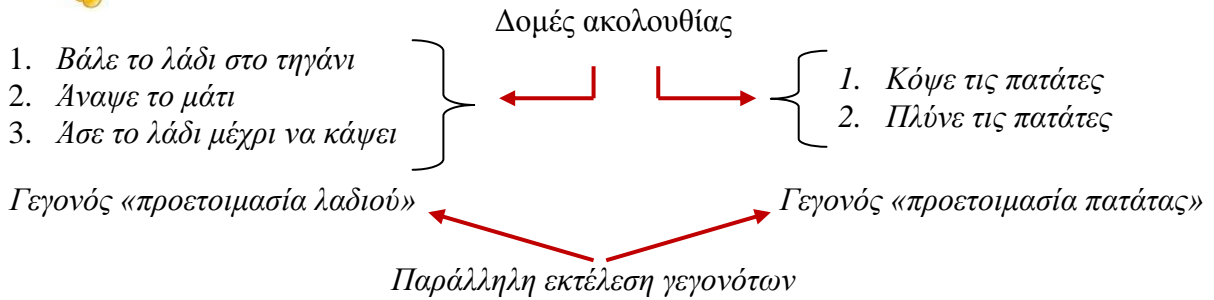 Δομές ακολουθίας
1. Βάλε το λάδι στο τηγάνι
2. Άναψε το μάτι
3. Άσε το λάδι μέχρι να κάψει
1. Κόψε τις πατάτες
2. Πλύνε τις πατάτες
Γεγονός «προετοιμασία λαδιού»
Γεγονός «προετοιμασία πατάτας»
Παράλληλη εκτέλεση γεγονότων